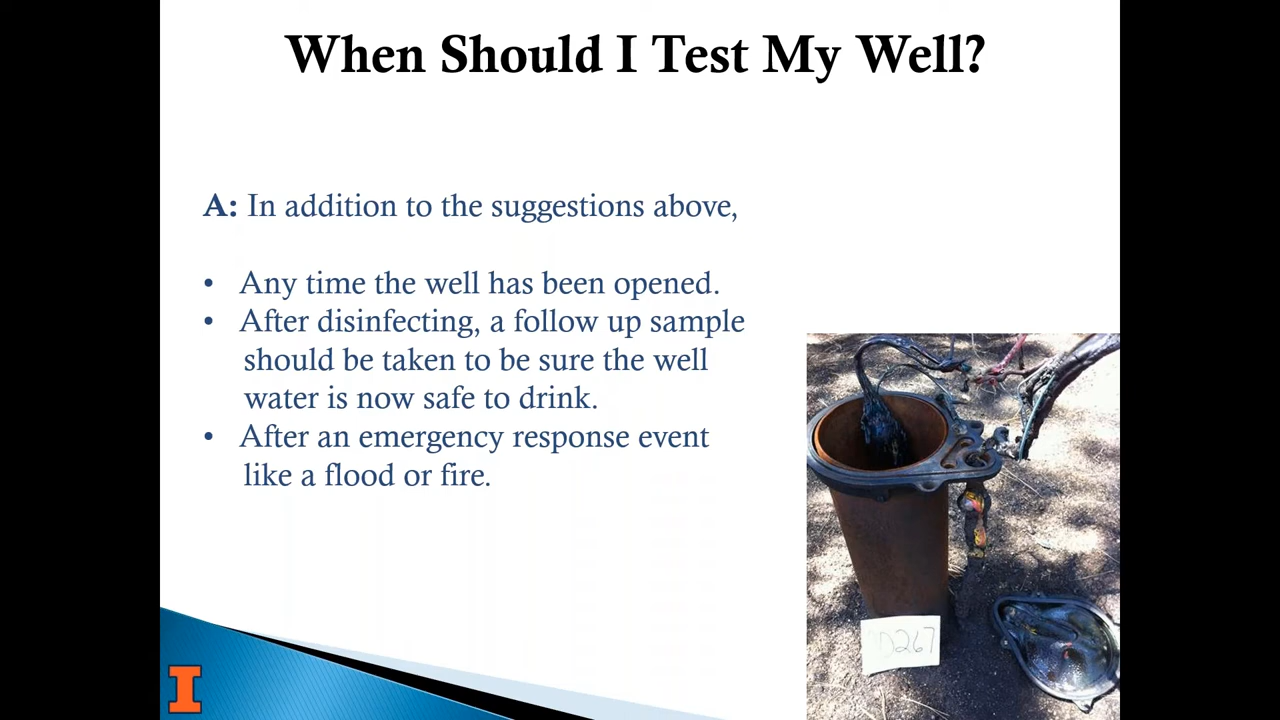 When Should I Test My Well?
A: In addition to the suggestions above,
• Any time the well has been opened.
• After disinfecting, a follow up sample
should be taken to be sure the well
water is now safe to drink.
• After an emergency response event
like a flood or fire.
D267
I